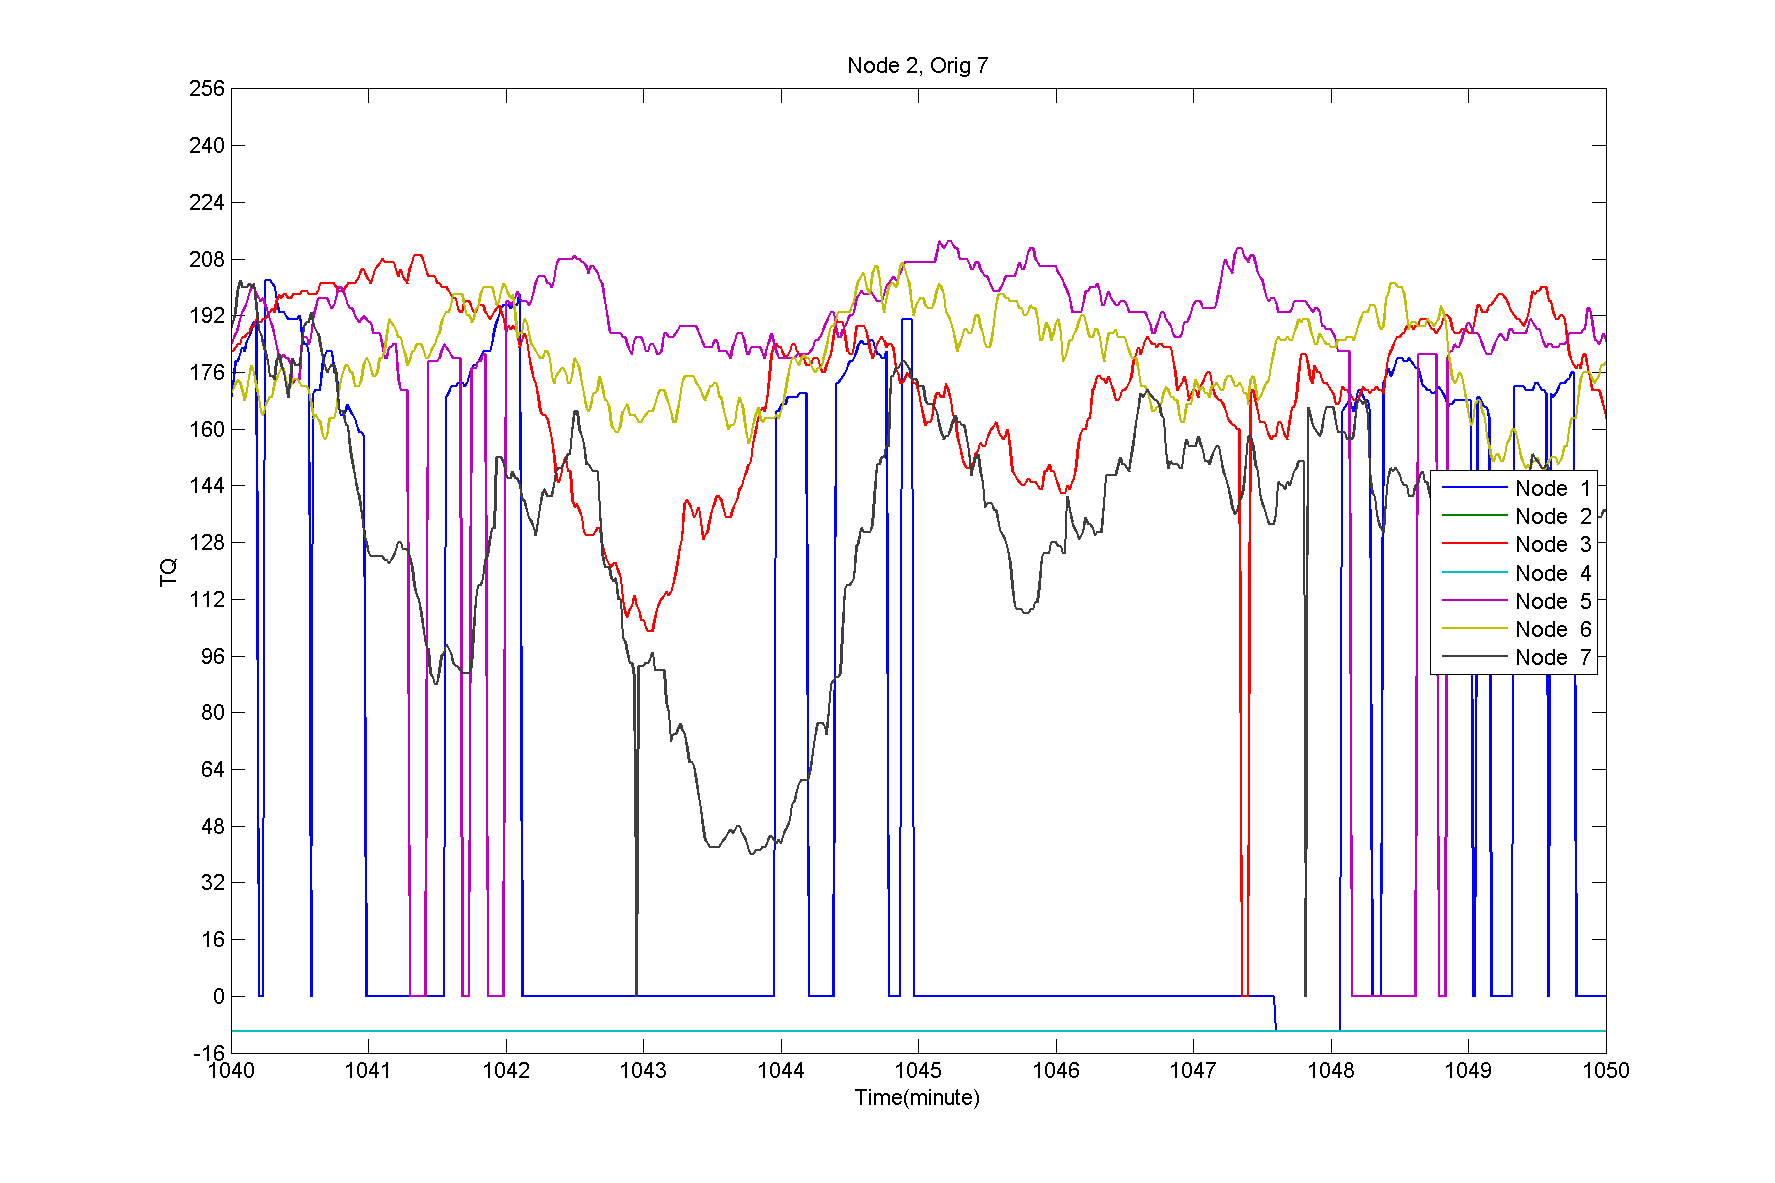 Node 2, Orig 7
256
240
224
208
192
176
160
144
128
112
96
80
64
48
32
16
0
-16
TQ
1040 1041 1042 1043 1044 1045 1046 1047 1048 1049 1050
Time(minute)
Node 1
Node 2
Node 3
Node 4
Node 5
Node 6
Node 7